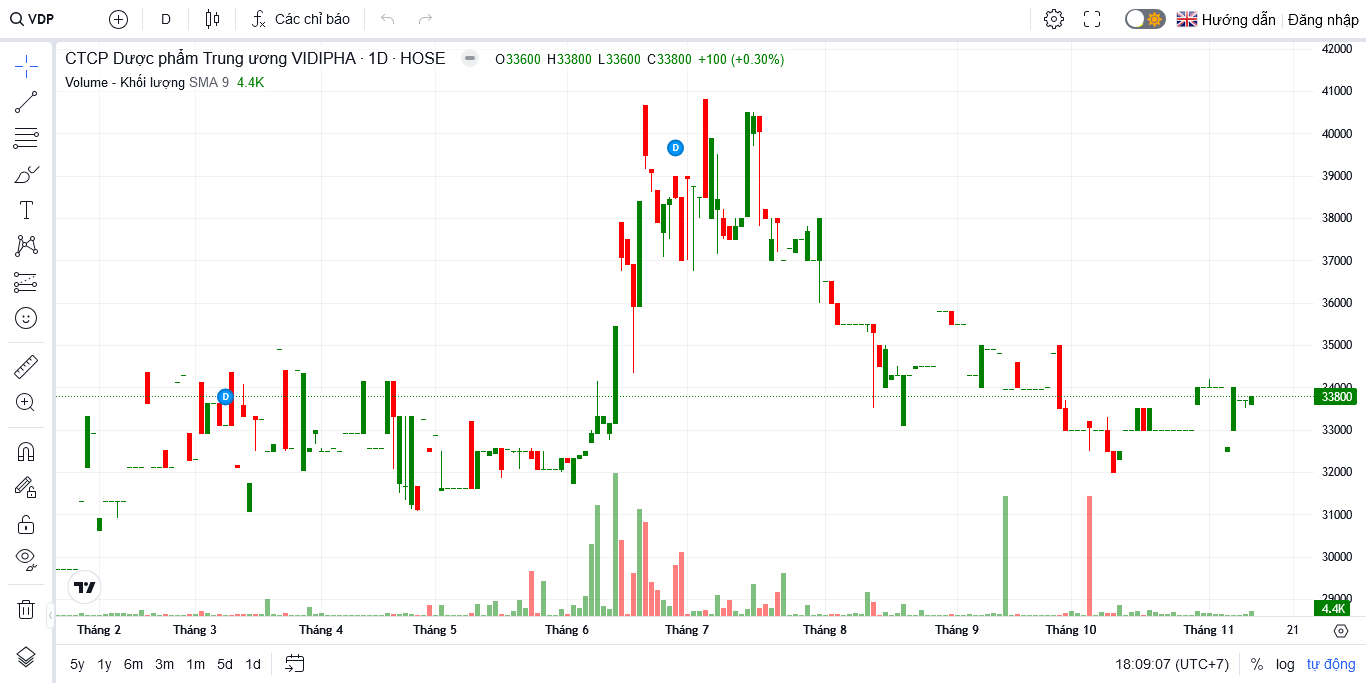 VDP D Các chỉ báo Hướng dẫn Đăng nhập
CTCP Dược phẩm Trung ương VIDIPHA · 1D · HOSE O33600 H33800 L33600 C33800 +100 (+0.30%)
Volume - Khối lượng SMA 9 4.4K
42000
41000
40000
D
39000
38000
37000
36000
35000
34000
D
33800
33000
32000
31000
30000
29000
4.4K
Tháng 2 Tháng 3 Tháng 4 Tháng 5 Tháng 6 Tháng 7 Tháng 8 Tháng 9 Tháng 10 Tháng 11 21
5y 1y 6m 3m 1m 5d 1d 18:09:07 (UTC+7) % log tự động